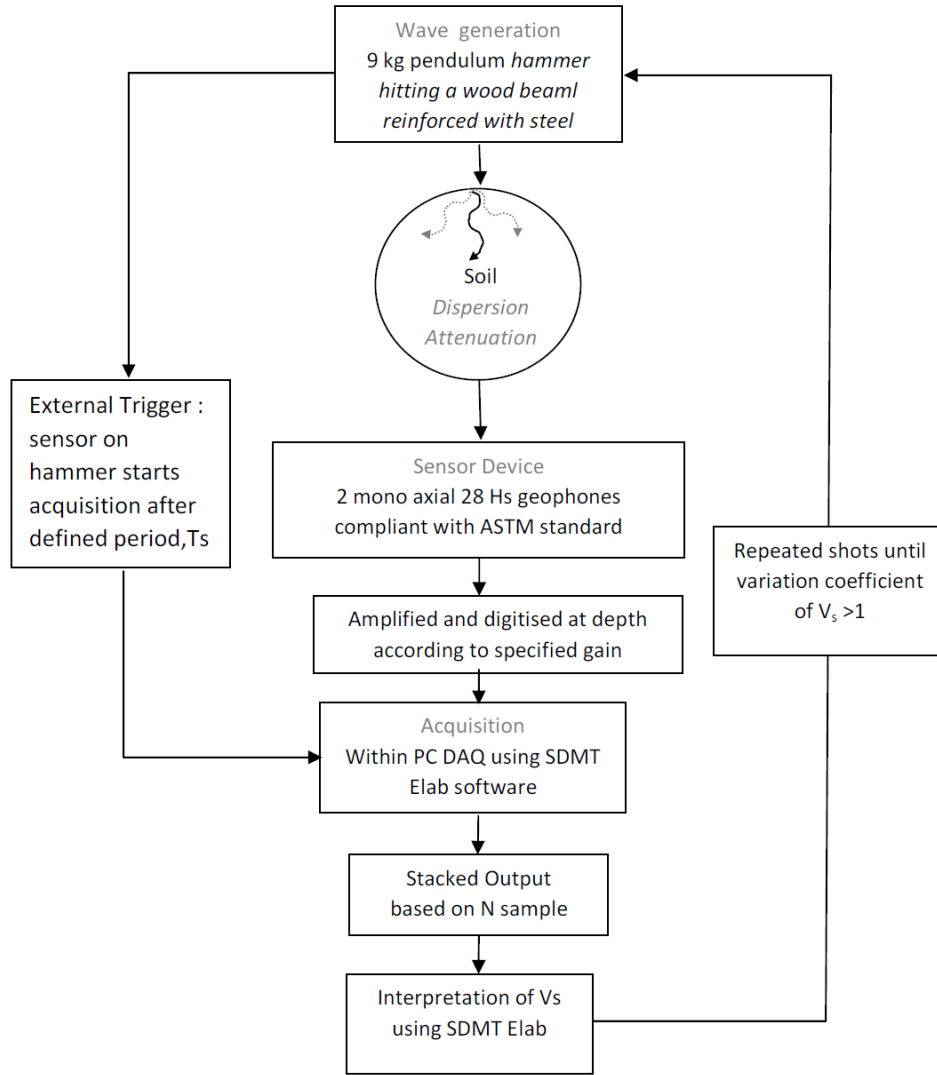 Wave generation
9 kg pendulum hammer
hitting a wood beaml
reinforced with steel
Soil
Dispersion
Attenuation
External Trigger :
sensor on
hammer starts
acquisition after
defined period,Ts
Sensor Device
2 mono axial 28 Hs geophones
compliant with ASTM standard
Repeated shots until
variation coefficient
of Vs >1
Amplified and digitised at depth
according to specified gain
Acquisition
Within PC DAQ using SDMT
Elab software
Stacked Output
based on N sample
Interpretation of Vs
using SDMT Elab